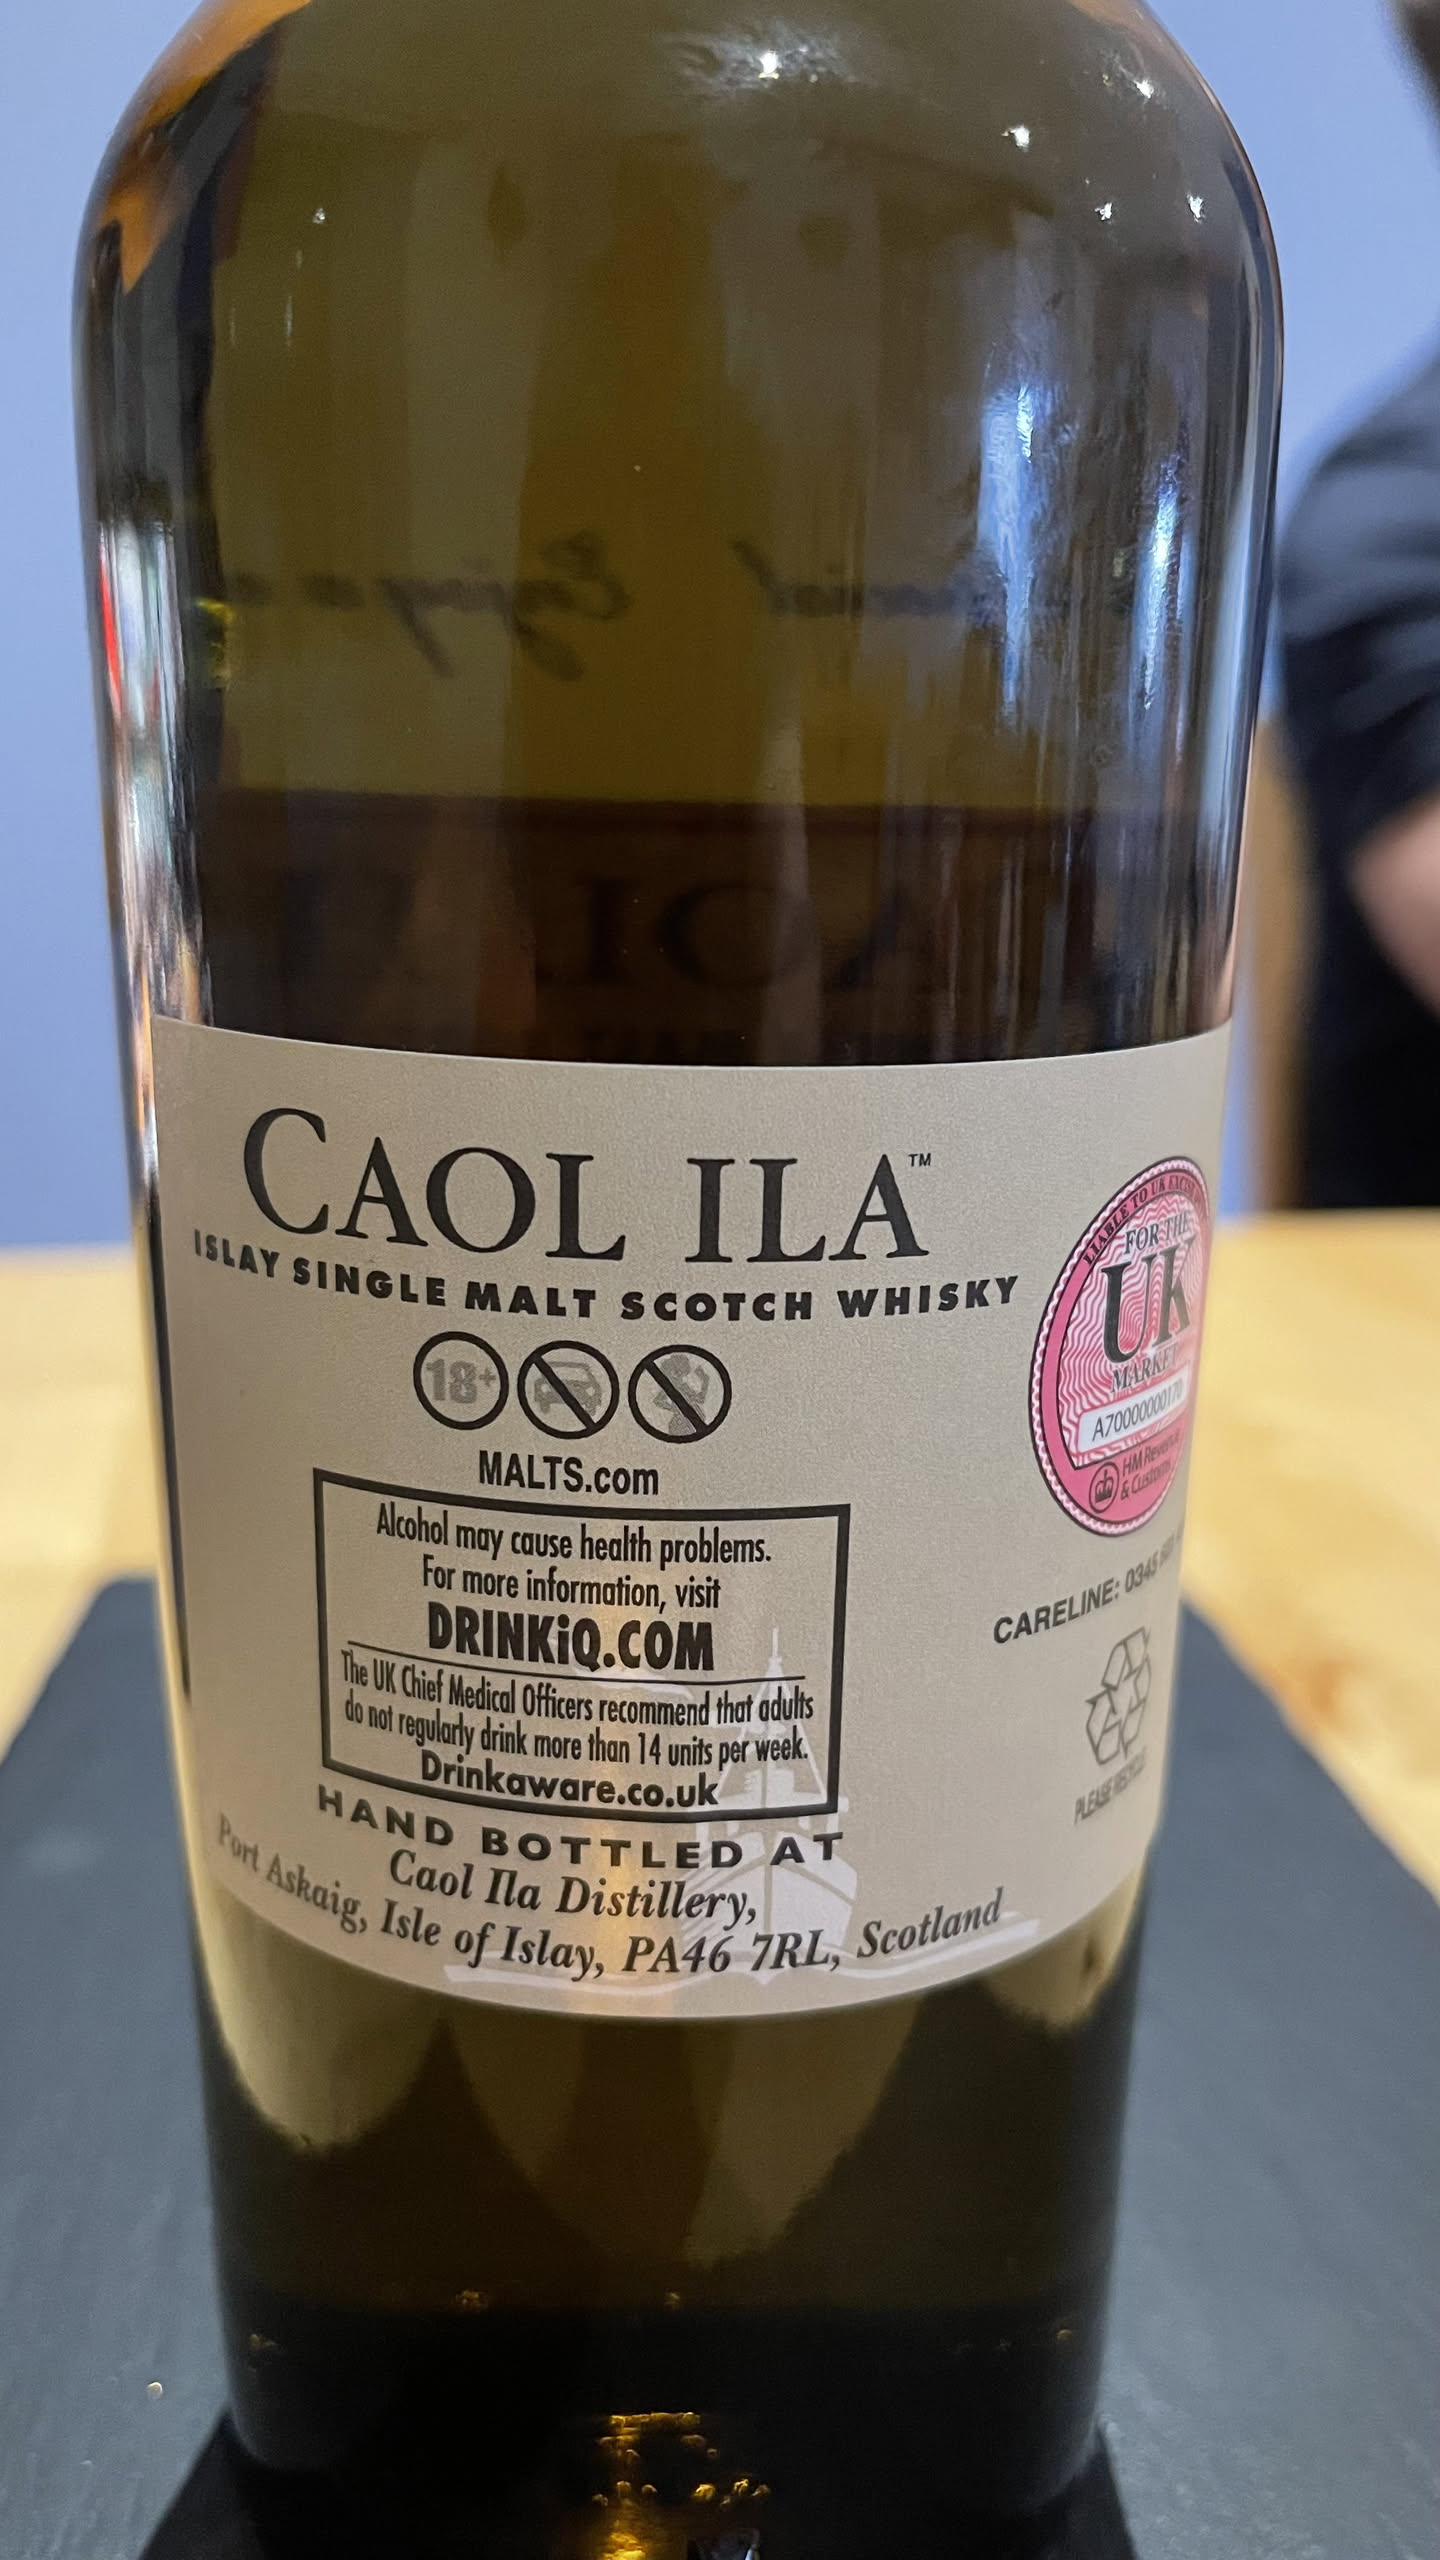 CAOL ILA™
ISLAY SINGLE MALT SCOTCH WHISKY
18+
MALTS.com
Alcohol may cause health problems.
For more information, visit
DRINKiQ.COM
The UK Chief Medical Officers recommend that adults
do not regularly drink more than 14 units per week.
Drinkaware.co.uk
HAND BOTTLED AT
Caol Ila Distillery,
Port Askaig, Isle of Islay, PA46 7RL, Scotland
LIABLE TO UK EXCISE
FOR THE
UK
MARKET
A70000000170
HM Revenue
& Customs
CARELINE: 0345
PLEASE RECYCLE
Enjoy